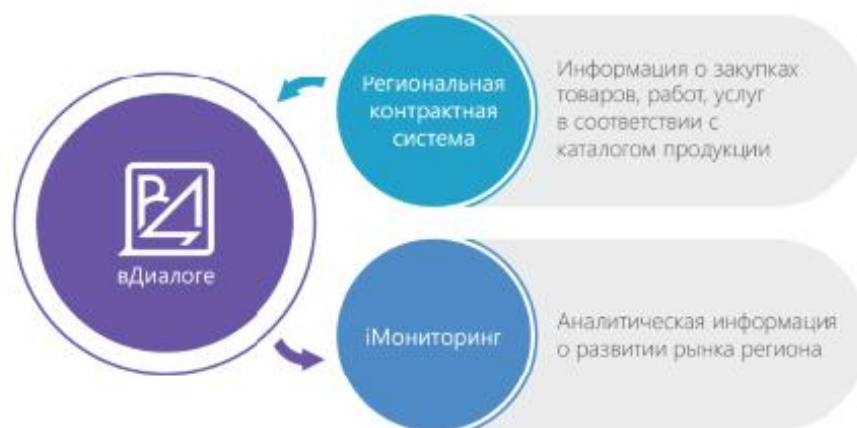 Региональная
контрактная
система
Информация о закупках
товаров, работ, услуг
в соответствии с
каталогом продукции
вДиалоге
iМониторинг
Аналитическая информация
о развитии рынка региона